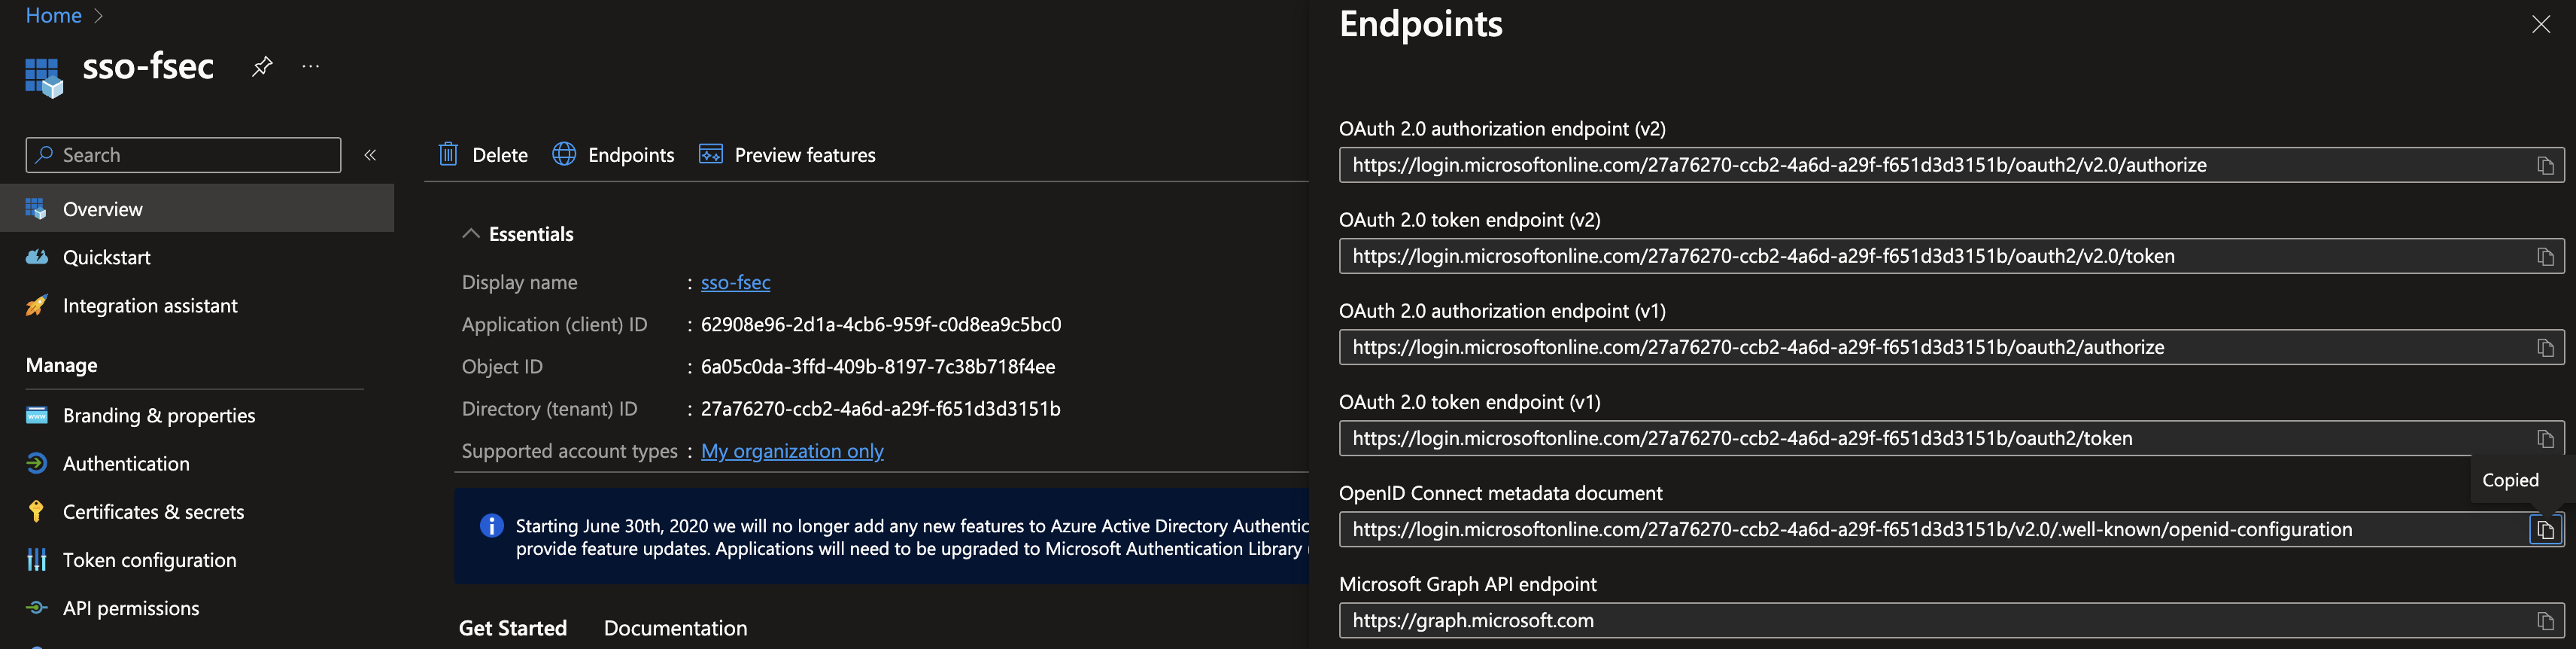 Home >
sso-fsec
Search
Overview
Quickstart
Integration assistant
Manage
Branding & properties
Authentication
Certificates & secrets
Token configuration
API permissions
Delete
Endpoints
Preview features
Essentials
Display name : sso-fsec
Application (client) ID : 62908e96-2d1a-4cb6-959f-c0d8ea9c5bc0
Object ID : 6a05c0da-3ffd-409b-8197-7c38b718f4ee
Directory (tenant) ID : 27a76270-ccb2-4a6d-a29f-f651d3d3151b
Supported account types : My organization only
Starting June 30th, 2020 we will no longer add any new features to Azure Active Directory Authentic
provide feature updates. Applications will need to be upgraded to Microsoft Authentication Library
Get Started
Documentation
Endpoints
OAuth 2.0 authorization endpoint (v2)
https://login.microsoftonline.com/27a76270-ccb2-4a6d-a29f-f651d3d3151b/oauth2/v2.0/authorize
OAuth 2.0 token endpoint (v2)
https://login.microsoftonline.com/27a76270-ccb2-4a6d-a29f-f651d3d3151b/oauth2/v2.0/token
OAuth 2.0 authorization endpoint (v1)
https://login.microsoftonline.com/27a76270-ccb2-4a6d-a29f-f651d3d3151b/oauth2/authorize
OAuth 2.0 token endpoint (v1)
https://login.microsoftonline.com/27a76270-ccb2-4a6d-a29f-f651d3d3151b/oauth2/token
Copied
OpenID Connect metadata document
https://login.microsoftonline.com/27a76270-ccb2-4a6d-a29f-f651d3d3151b/v2.0/.well-known/openid-configuration
Microsoft Graph API endpoint
https://graph.microsoft.com